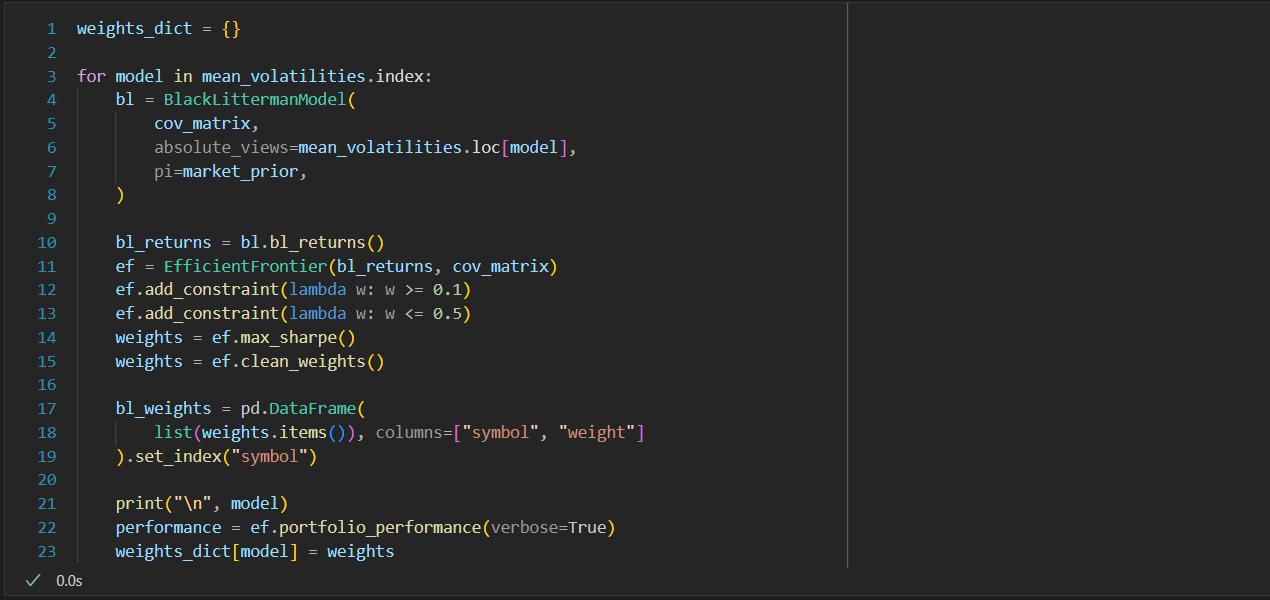 1 weights_dict = {}
2
3 for model in mean_volatilities.index:
4     bl = BlackLittermanModel(
5         cov_matrix,
6         absolute_views=mean_volatilities.loc[model],
7         pi=market_prior,
8     )
9
10     bl_returns = bl.bl_returns()
11     ef = EfficientFrontier(bl_returns, cov_matrix)
12     ef.add_constraint(lambda w: w >= 0.1)
13     ef.add_constraint(lambda w: w <= 0.5)
14     weights = ef.max_sharpe()
15     weights = ef.clean_weights()
16
17     bl_weights = pd.DataFrame(
18         list(weights.items()), columns=["symbol", "weight"]
19     ).set_index("symbol")
20
21     print("\n", model)
22     performance = ef.portfolio_performance(verbose=True)
23     weights_dict[model] = weights
✓ 0.0s